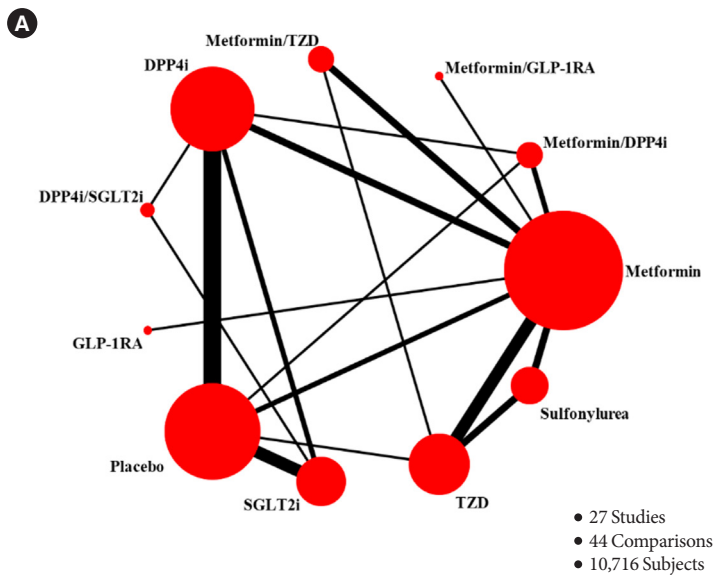 A
Metformin/TZD
DPP4i
Metformin/GLP-1RA
Metformin/DPP4i
DPP4i/SGLT2i
Metformin
GLP-1RA
Sulfonylurea
Placebo
SGLT2i
TZD
• 27 Studies
• 44 Comparisons
• 10,716 Subjects